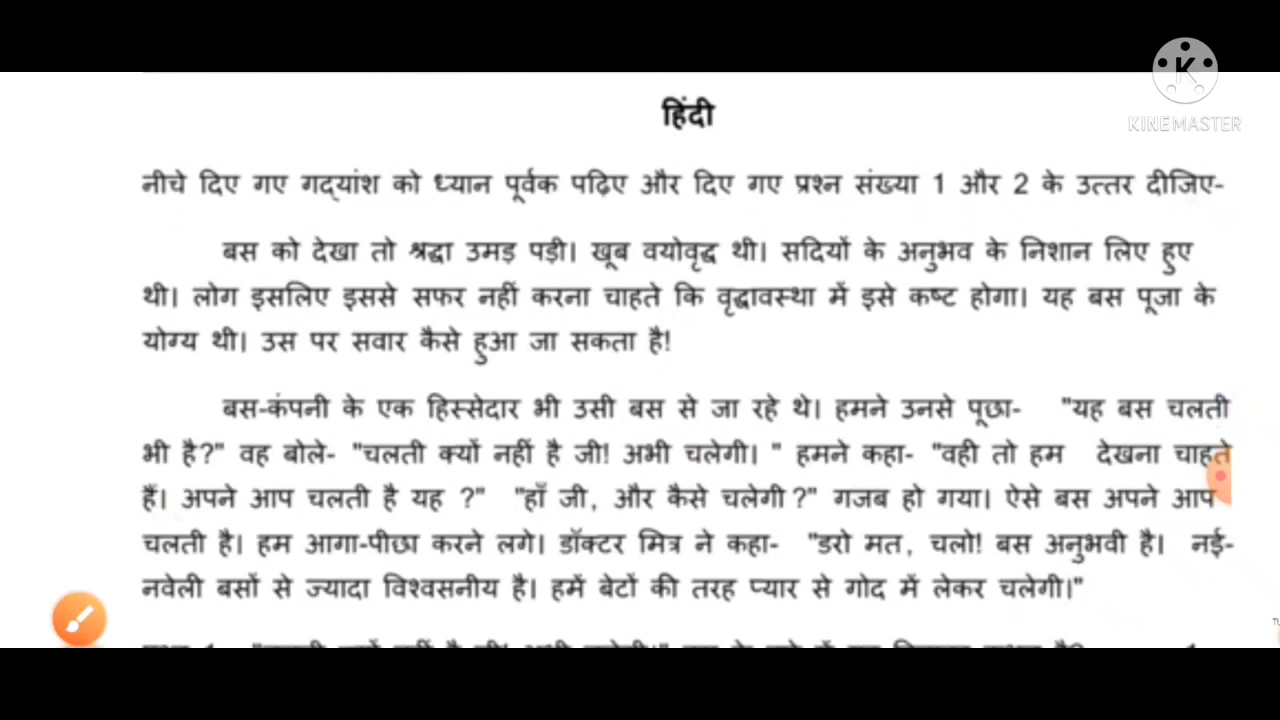 KINEMASTER
हिंदी
नीचे दिए गए गद्यांश को ध्यान पूर्वक पढ़िए और दिए गए प्रश्न संख्या 1 और 2 के उत्तर दीजिए-
बस को देखा तो श्रद्धा उमड़ पड़ी। खूब वयोवृद्ध थी। सदियों के अनुभव के निशान लिए हुए
थी। लोग इसलिए इससे सफर नहीं करना चाहते कि वृद्धावस्था में इसे कष्ट होगा। यह बस पूजा के
योग्य थी। उस पर सवार कैसे हुआ जा सकता है!
बस-कंपनी के एक हिस्सेदार भी उसी बस से जा रहे थे। हमने उनसे पूछा- "यह बस चलती
भी है?" वह बोले- "चलती क्यों नहीं है जी! अभी चलेगी। " हमने कहा- "वही तो हम देखना चाहते
हैं। अपने आप चलती है यह ?" "हाँ जी, और कैसे चलेगी?" गजब हो गया। ऐसे बस अपने आप
चलती है। हम आगा-पीछा करने लगे। डॉक्टर मित्र ने कहा- "डरो मत, चलो! बस अनुभवी है। नई-
नवेली बसों से ज्यादा विश्वसनीय है। हमें बेटों की तरह प्यार से गोद में लेकर चलेगी।"